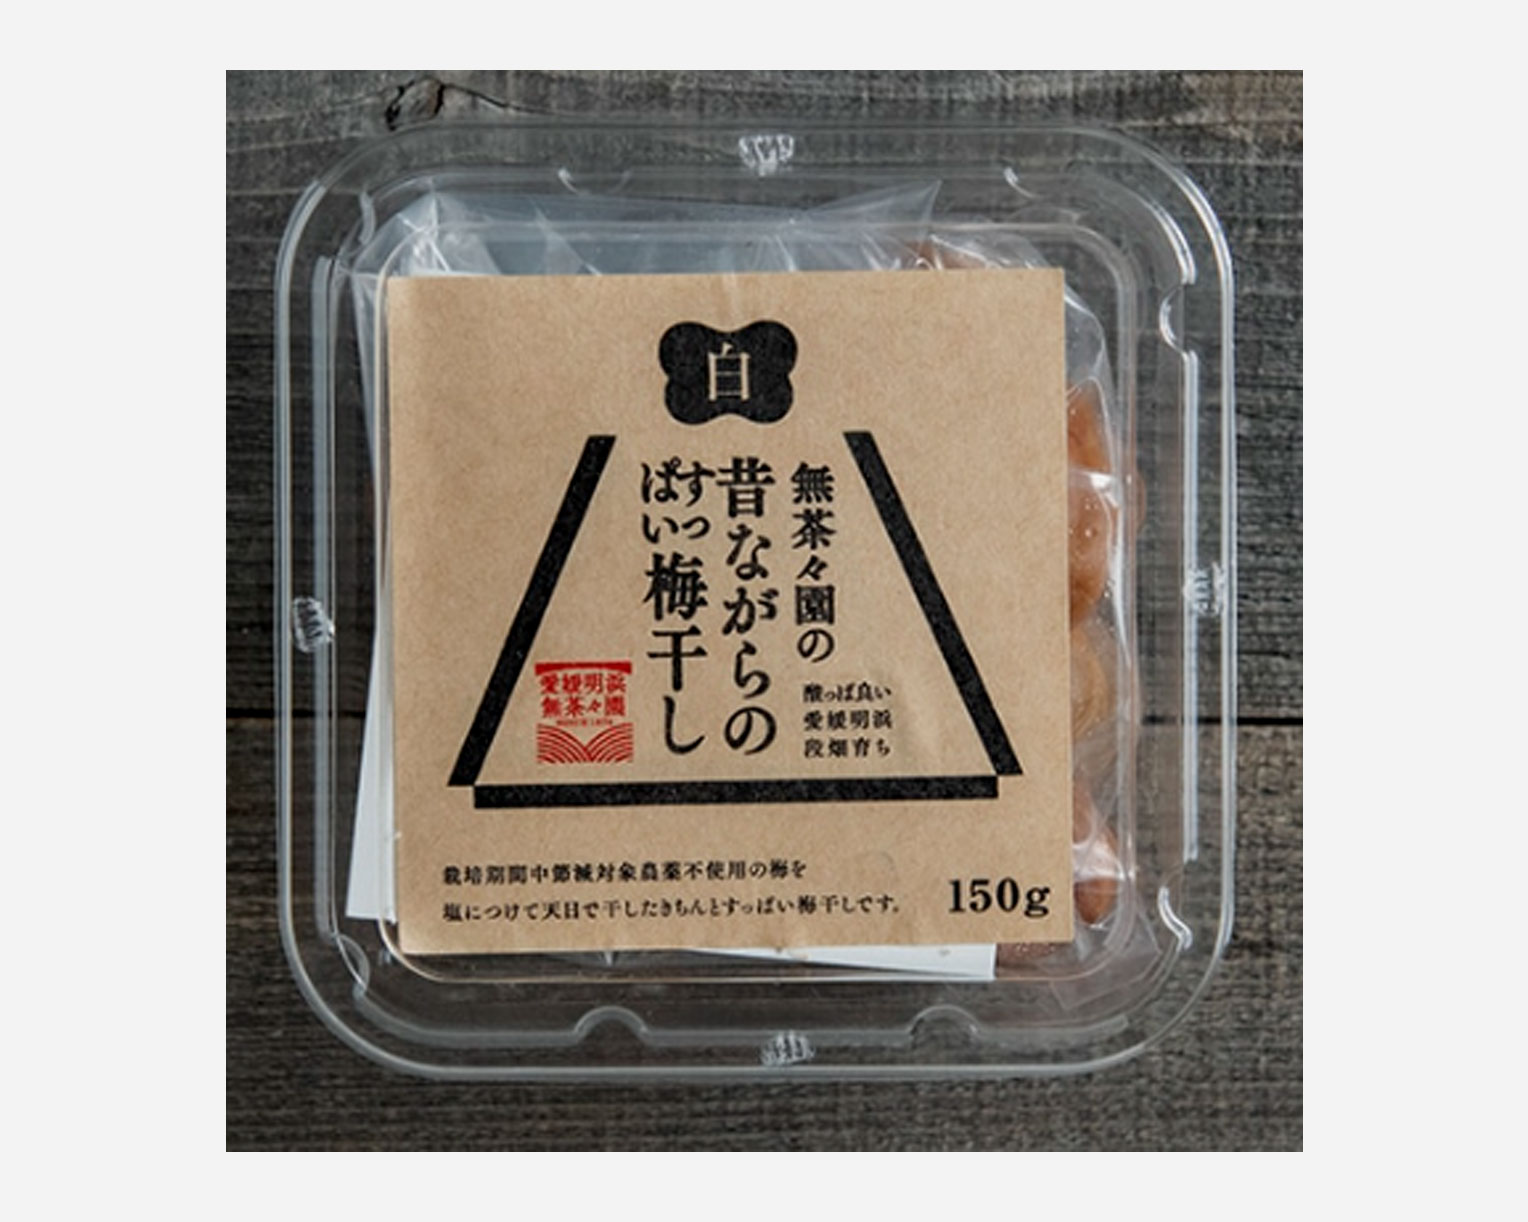 白
無茶々園の
昔ながらの
すっぱい梅干し
酸っぱ良い
愛媛明浜
段畑育ち
愛媛明浜
無茶々園
SINCE 1974
栽培期間中節減対象農薬不使用の梅を
塩につけて天日で干したきちんとすっぱい梅干しです。
150g